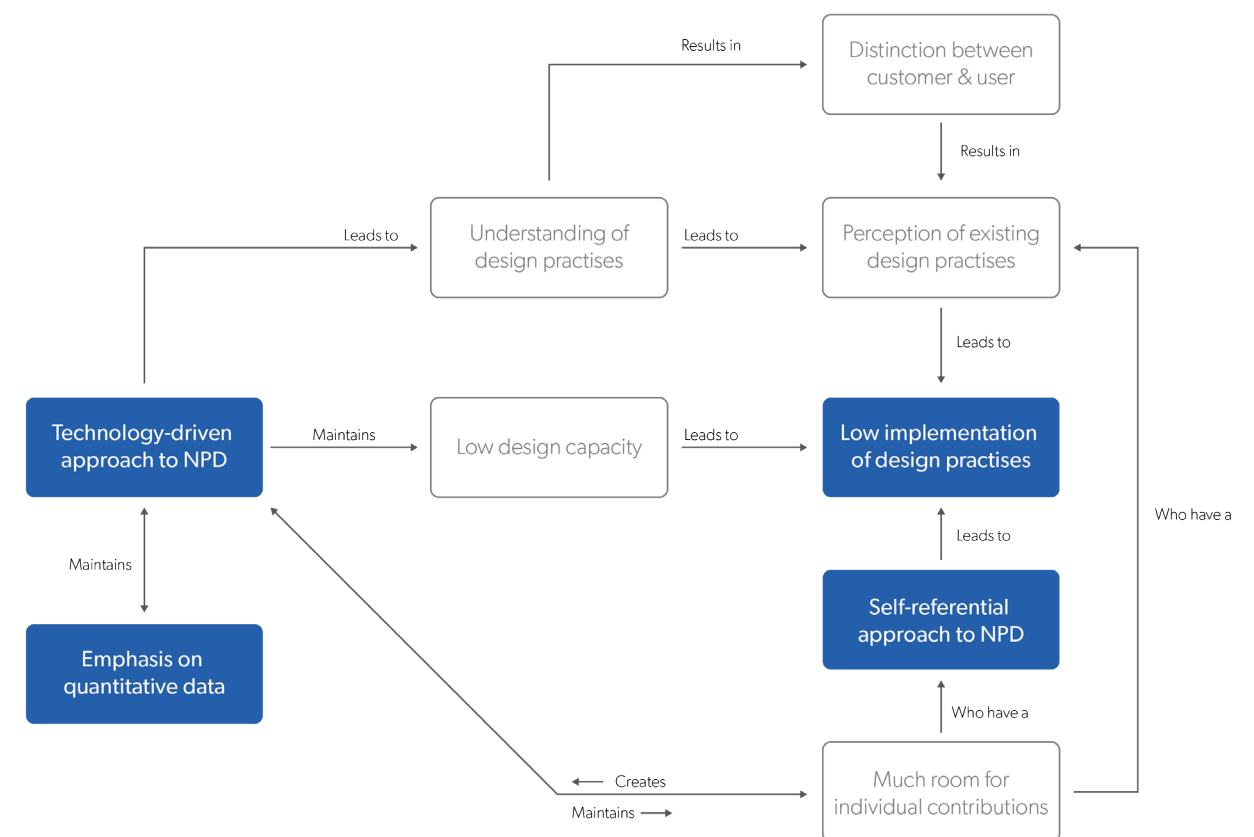 Results in
Distinction between
customer & user
Results in
Leads to
Understanding of
design practises
Leads to
Perception of existing
design practises
Leads to
Technology-driven
approach to NPD
Maintains
Low design capacity
Leads to
Low implementation
of design practises
Who have a
Maintains
Leads to
Self-referential
approach to NPD
Emphasis on
quantitative data
Who have a
Creates
Maintains
Much room for
individual contributions